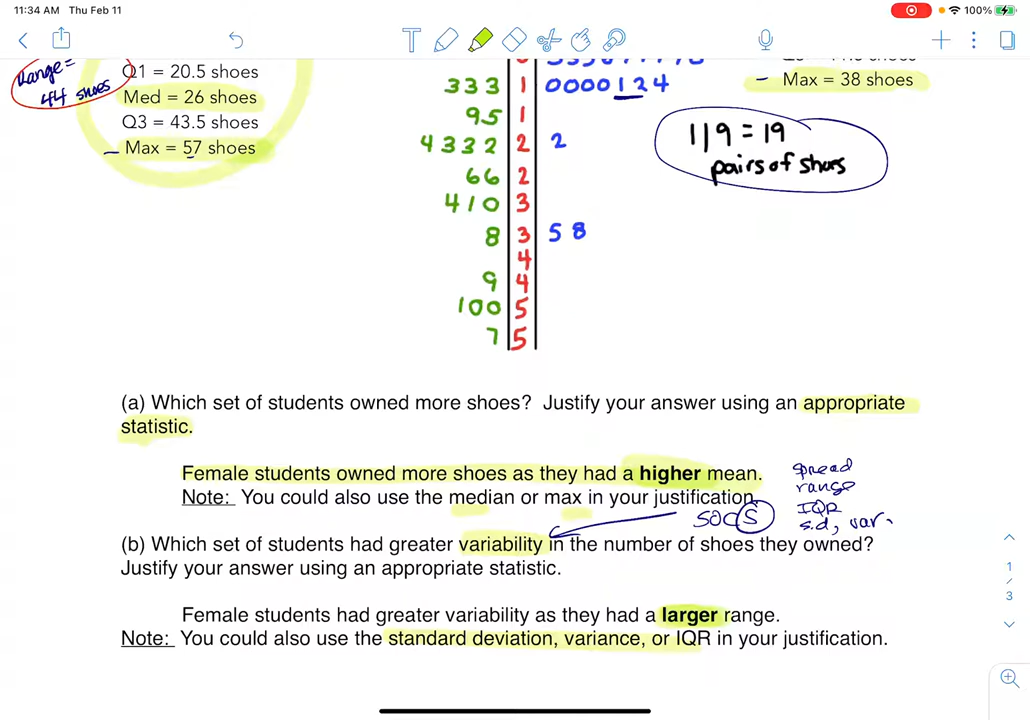 11:34 AM Thu Feb 11
100%
Range =
44 shoes
Q1 = 20.5 shoes
Med = 26 shoes
Q3 = 43.5 shoes
Max = 57 shoes
Max = 38 shoes
333 1 0000124
95 1
4332 2 2
66 2
410 3
8 3 58
4
9 4
100 5
7 5
1|9 = 19
pairs of shoes
(a) Which set of students owned more shoes? Justify your answer using an appropriate
statistic.
Female students owned more shoes as they had a higher mean.
Note: You could also use the median or max in your justification.
spread
range
IQR
s.d, var.
SOCS
(b) Which set of students had greater variability in the number of shoes they owned?
Justify your answer using an appropriate statistic.
Female students had greater variability as they had a larger range.
Note: You could also use the standard deviation, variance, or IQR in your justification.
1
/
3